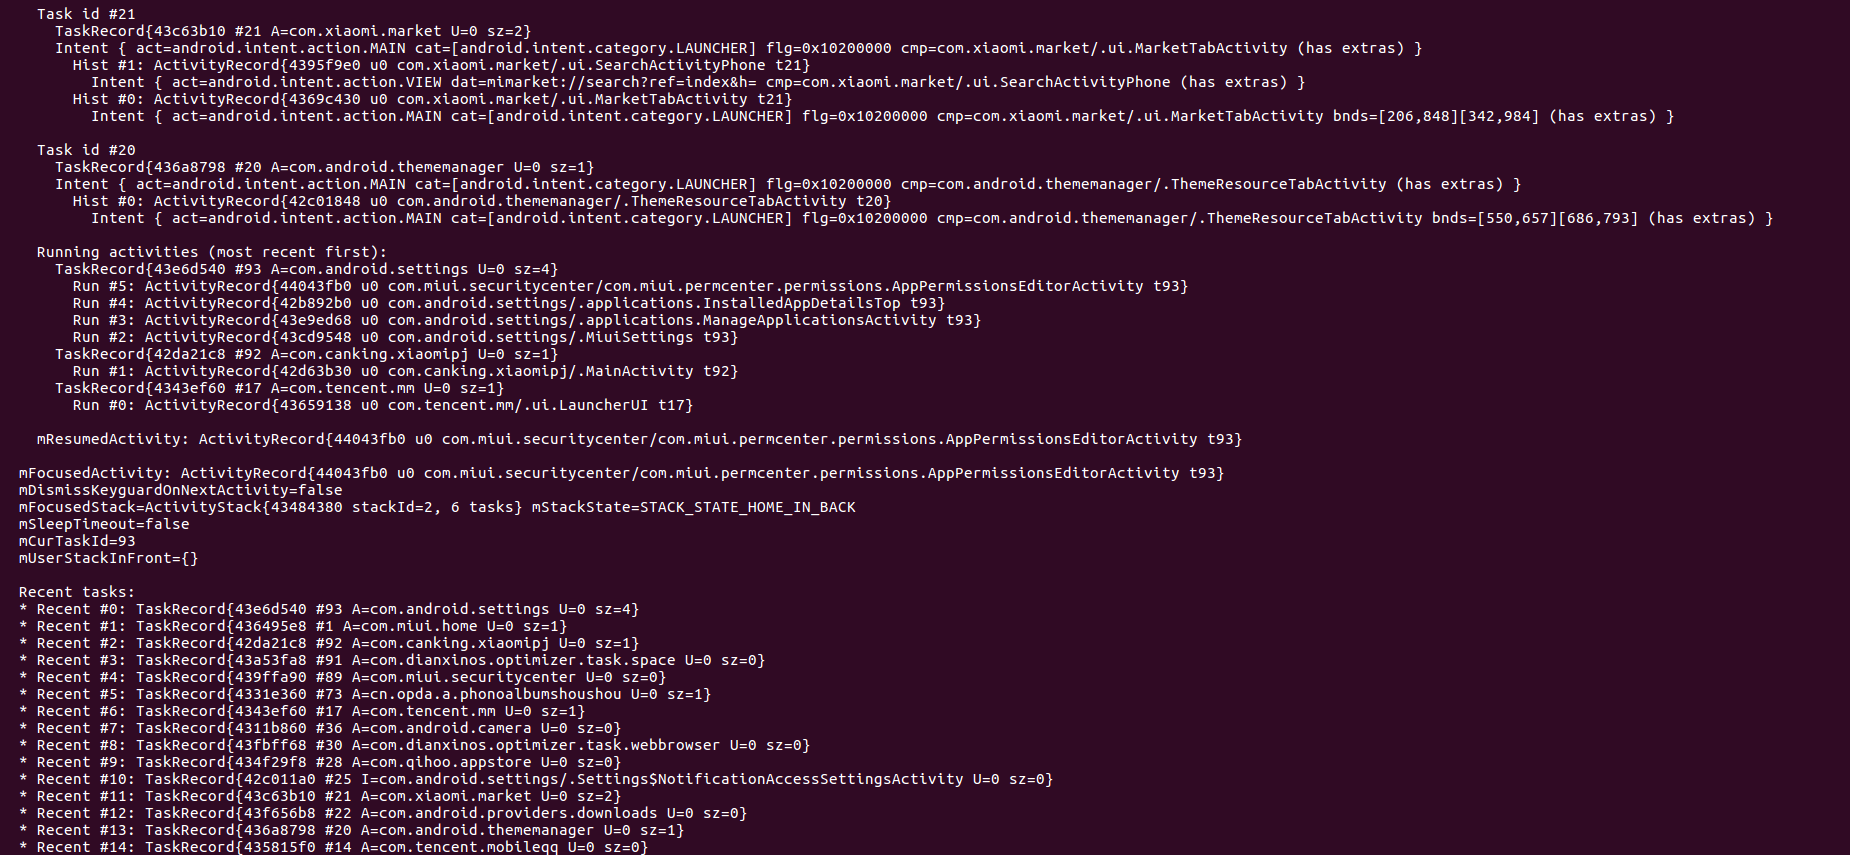 Task id #21
TaskRecord{43c63b10 #21 A=com.xiaomi.market U=0 sz=2}
Intent { act=android.intent.action.MAIN cat=[android.intent.category.LAUNCHER] flg=0x10200000 cmp=com.xiaomi.market/.ui.MarketTabActivity (has extras) }
Hist #1: ActivityRecord{4395f9e0 u0 com.xiaomi.market/.ui.SearchActivityPhone t21}
Intent { act=android.intent.action.VIEW dat=mimarket://search?ref=index&h= cmp=com.xiaomi.market/.ui.SearchActivityPhone (has extras) }
Hist #0: ActivityRecord{4369c430 u0 com.xiaomi.market/.ui.MarketTabActivity t21}
Intent { act=android.intent.action.MAIN cat=[android.intent.category.LAUNCHER] flg=0x10200000 cmp=com.xiaomi.market/.ui.MarketTabActivity bnds=[206,848][342,984] (has extras) }
Task id #20
TaskRecord{436a8798 #20 A=com.android.thememanager U=0 sz=1}
Intent { act=android.intent.action.MAIN cat=[android.intent.category.LAUNCHER] flg=0x10200000 cmp=com.android.thememanager/.ThemeResourceTabActivity (has extras) }
Hist #0: ActivityRecord{42c01848 u0 com.android.thememanager/.ThemeResourceTabActivity t20}
Intent { act=android.intent.action.MAIN cat=[android.intent.category.LAUNCHER] flg=0x10200000 cmp=com.android.thememanager/.ThemeResourceTabActivity bnds=[550,657][686,793] (has extras) }
Running activities (most recent first):
TaskRecord{43e6d540 #93 A=com.android.settings U=0 sz=4}
Run #5: ActivityRecord{44043fb0 u0 com.miui.securitycenter/com.miui.permcenter.permissions.AppPermissionsEditorActivity t93}
Run #4: ActivityRecord{42b892b0 u0 com.android.settings/.applications.InstalledAppDetailsTop t93}
Run #3: ActivityRecord{43e9ed68 u0 com.android.settings/.applications.ManageApplicationsActivity t93}
Run #2: ActivityRecord{43cd9548 u0 com.android.settings/.MiuiSettings t93}
TaskRecord{42da21c8 #92 A=com.canking.xiaomipj U=0 sz=1}
Run #1: ActivityRecord{42d63b30 u0 com.canking.xiaomipj/.MainActivity t92}
TaskRecord{4343ef60 #17 A=com.tencent.mm U=0 sz=1}
Run #0: ActivityRecord{43659138 u0 com.tencent.mm/.ui.LauncherUI t17}
mResumedActivity: ActivityRecord{44043fb0 u0 com.miui.securitycenter/com.miui.permcenter.permissions.AppPermissionsEditorActivity t93}
mFocusedActivity: ActivityRecord{44043fb0 u0 com.miui.securitycenter/com.miui.permcenter.permissions.AppPermissionsEditorActivity t93}
mDismissKeyguardOnNextActivity=false
mFocusedStack=ActivityStack{43484380 stackId=2, 6 tasks} mStackState=STACK_STATE_HOME_IN_BACK
mSleepTimeout=false
mCurTaskId=93
mUserStackInFront={}
Recent tasks:
* Recent #0: TaskRecord{43e6d540 #93 A=com.android.settings U=0 sz=4}
* Recent #1: TaskRecord{436495e8 #1 A=com.miui.home U=0 sz=1}
* Recent #2: TaskRecord{42da21c8 #92 A=com.canking.xiaomipj U=0 sz=1}
* Recent #3: TaskRecord{43a53fa8 #91 A=com.dianxinos.optimizer.task.space U=0 sz=0}
* Recent #4: TaskRecord{439ffa90 #89 A=com.miui.securitycenter U=0 sz=0}
* Recent #5: TaskRecord{4331e360 #73 A=cn.opda.a.phonoalbumshoushou U=0 sz=1}
* Recent #6: TaskRecord{4343ef60 #17 A=com.tencent.mm U=0 sz=1}
* Recent #7: TaskRecord{4311b860 #36 A=com.android.camera U=0 sz=0}
* Recent #8: TaskRecord{43fbff68 #30 A=com.dianxinos.optimizer.task.webbrowser U=0 sz=0}
* Recent #9: TaskRecord{434f29f8 #28 A=com.qihoo.appstore U=0 sz=0}
* Recent #10: TaskRecord{42c011a0 #25 I=com.android.settings/.Settings$NotificationAccessSettingsActivity U=0 sz=0}
* Recent #11: TaskRecord{43c63b10 #21 A=com.xiaomi.market U=0 sz=2}
* Recent #12: TaskRecord{43f656b8 #22 A=com.android.providers.downloads U=0 sz=0}
* Recent #13: TaskRecord{436a8798 #20 A=com.android.thememanager U=0 sz=1}
* Recent #14: TaskRecord{435815f0 #14 A=com.tencent.mobileqq U=0 sz=0}